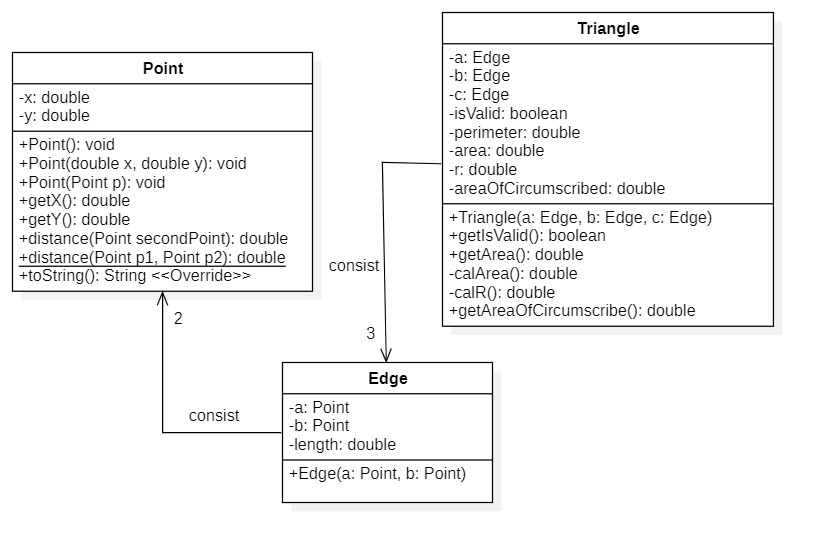 Point
-x: double
-y: double
+Point(): void
+Point(double x, double y): void
+Point(Point p): void
+getX(): double
+getY(): double
+distance(Point secondPoint): double
+distance(Point p1, Point p2): double
+toString(): String <<Override>>
Triangle
-a: Edge
-b: Edge
-c: Edge
-isValid: boolean
-perimeter: double
-area: double
-r: double
-areaOfCircumscribed: double
+Triangle(a: Edge, b: Edge, c: Edge)
+getIsValid(): boolean
+getArea(): double
-calArea(): double
-calR(): double
+getAreaOfCircumscribe(): double
consist
3
2
consist
Edge
-a: Point
-b: Point
-length: double
+Edge(a: Point, b: Point)